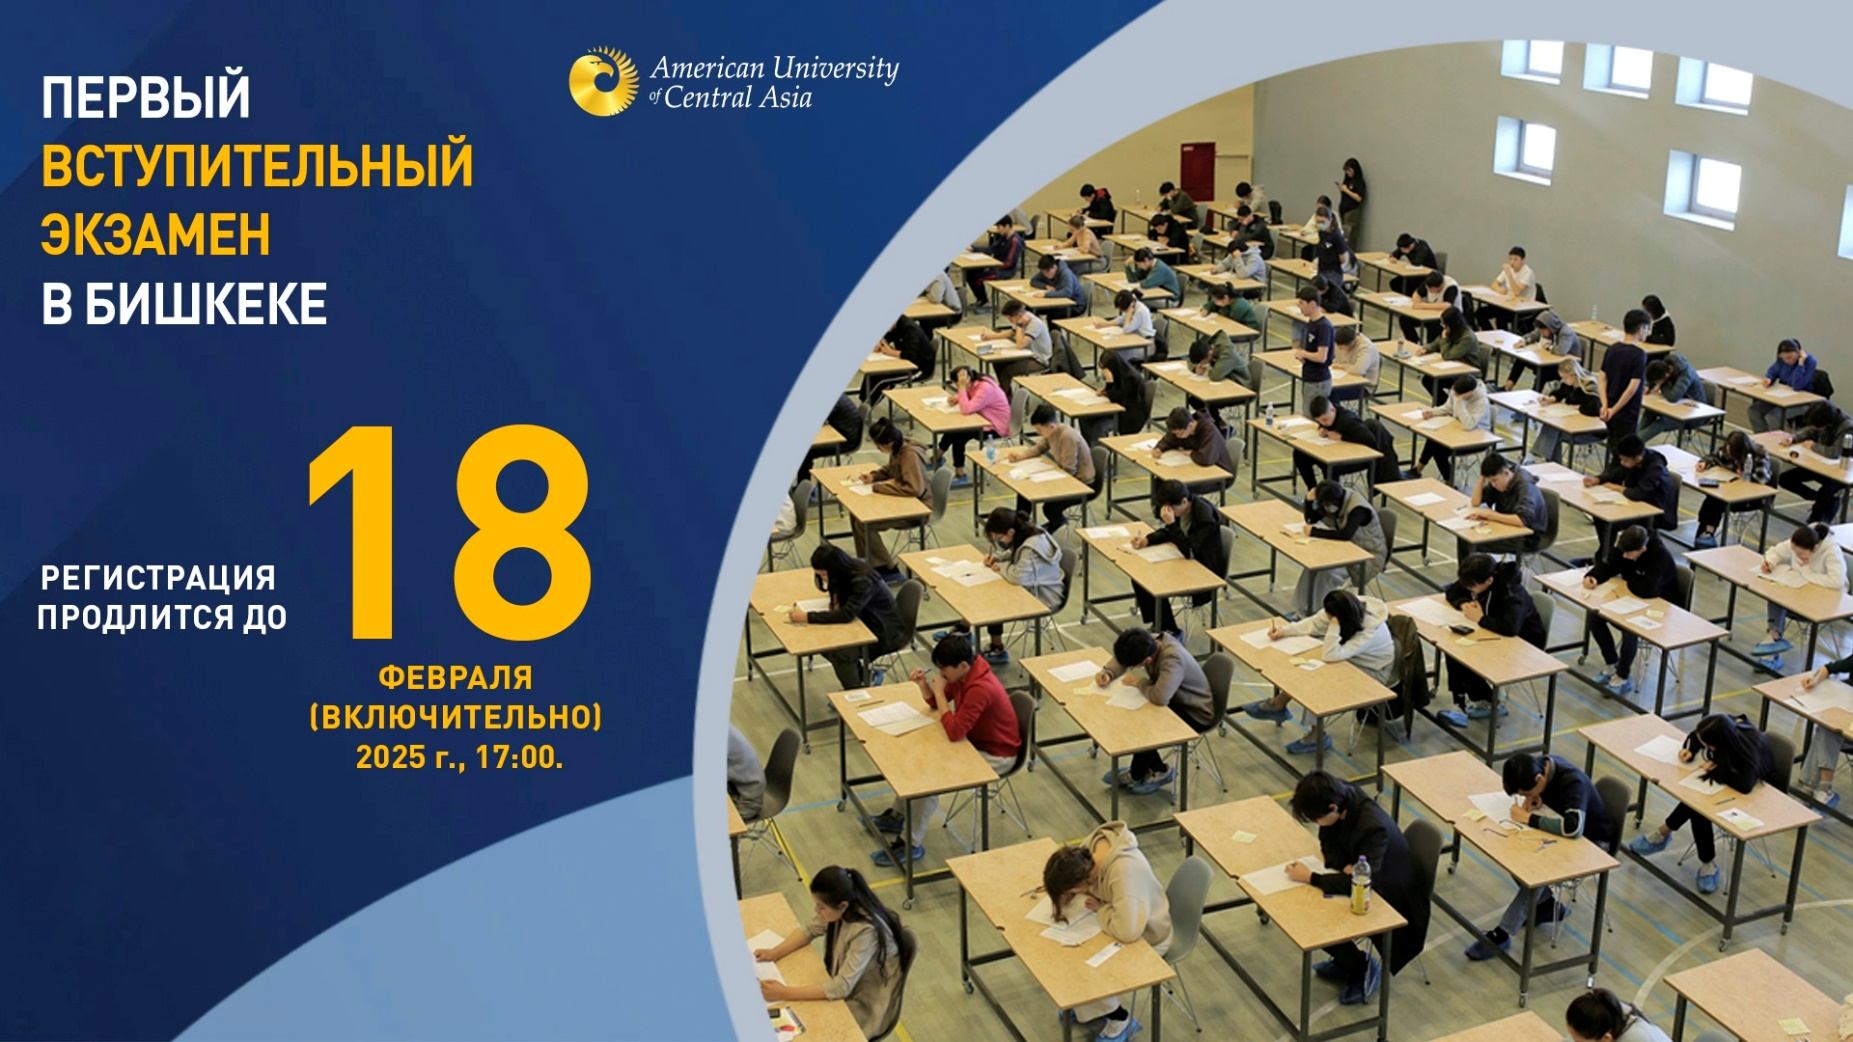 ПЕРВЫЙ
ВСТУПИТЕЛЬНЫЙ
ЭКЗАМЕН
В БИШКЕКЕ
American University
of Central Asia
РЕГИСТРАЦИЯ
ПРОДЛИТСЯ ДО
18
ФЕВРАЛЯ
(ВКЛЮЧИТЕЛЬНО)
2025 г., 17:00.